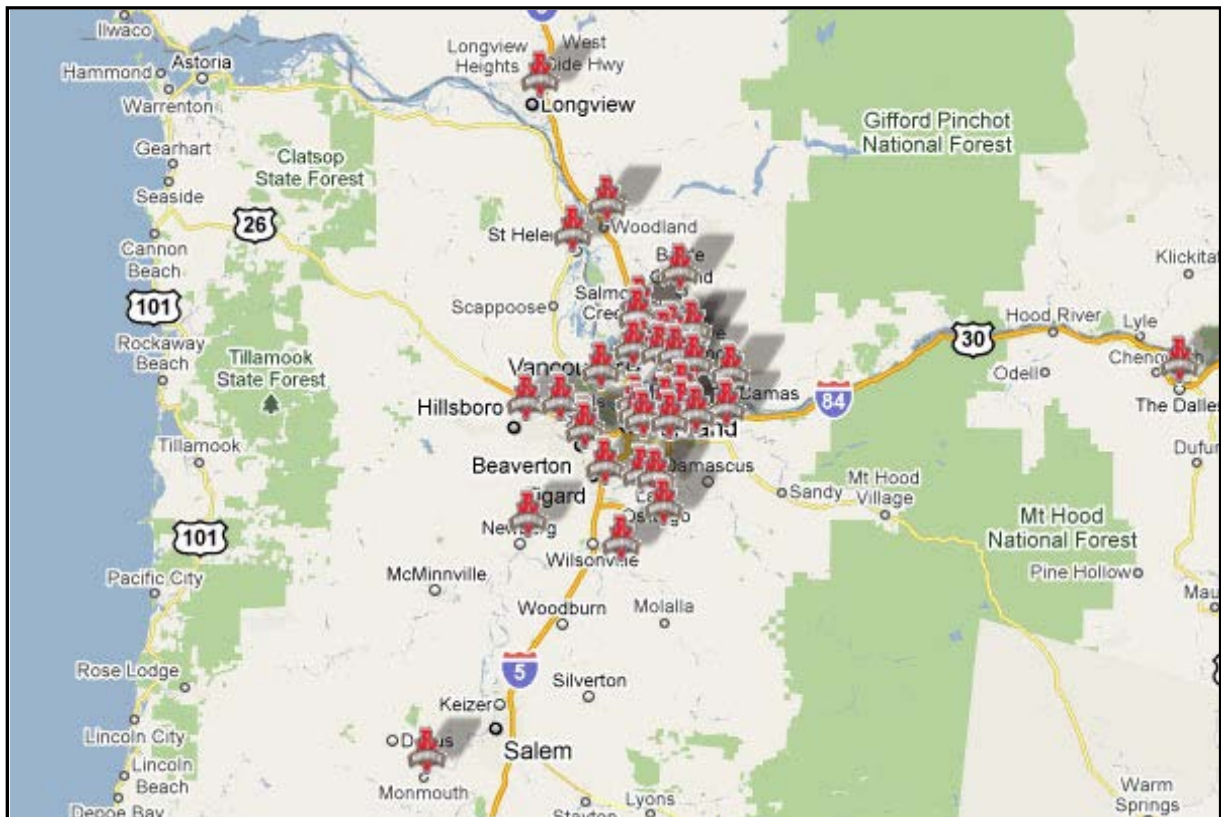 Ilwaco
Hammond
Astoria
Warrenton
Gearhart
Seaside
Clatsop
State Forest
26
Cannon
Beach
101
Rockaway
Beach
Tillamook
State Forest
Tillamook
101
Pacific City
Rose Lodge
Lincoln City
Lincoln
Beach
Depoe Bay
Longview
Heights
West
Side Hwy
Longview
Woodland
Scappoose
Vancouver
Hillsboro
Beaverton
Camas
Damascus
Sandy
Mt Hood
Village
Wilsonville
McMinnville
Woodburn
Molalla
5
Silverton
Keizer
Salem
Monmouth
Lyons
Gifford Pinchot
National Forest
Hood River
Lyle
30
Odell
84
Mt Hood
National Forest
Pine Hollow
Warm
Springs